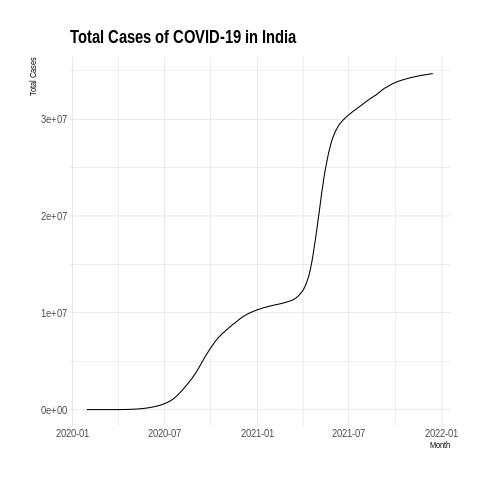 Total Cases of COVID-19 in India
Total Cases
3e+07
2e+07
1e+07
0e+00
2020-01 2020-07 2021-01 2021-07 2022-01
Month